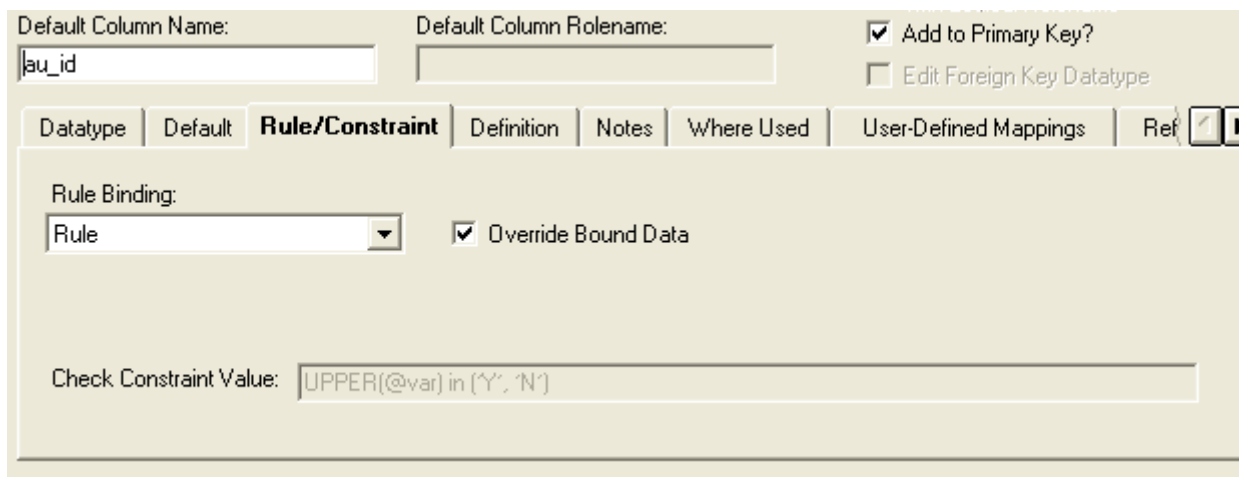 Default Column Name: Default Column Rolename:
Add to Primary Key?
au_id
Edit Foreign Key Datatype
Datatype Default Rule/Constraint Definition Notes Where Used User-Defined Mappings Ref
Rule Binding:
Rule Override Bound Data
Check Constraint Value: UPPER(@var) in ('Y', 'N')